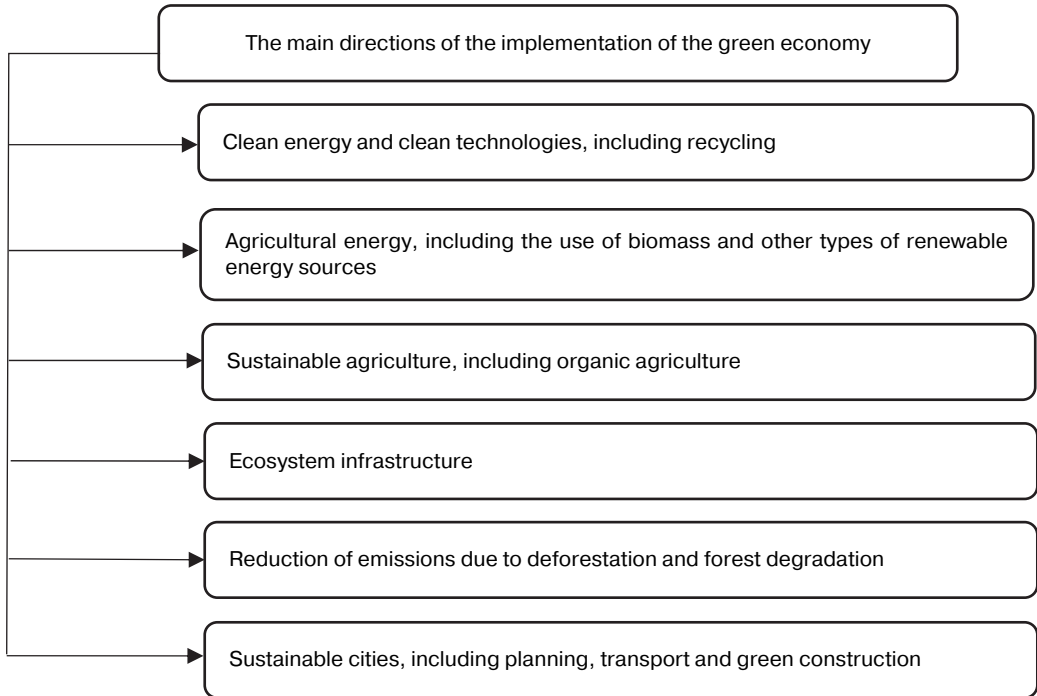 The main directions of the implementation of the green economy
Clean energy and clean technologies, including recycling
Agricultural energy, including the use of biomass and other types of renewable
energy sources
Sustainable agriculture, including organic agriculture
Ecosystem infrastructure
Reduction of emissions due to deforestation and forest degradation
Sustainable cities, including planning, transport and green construction